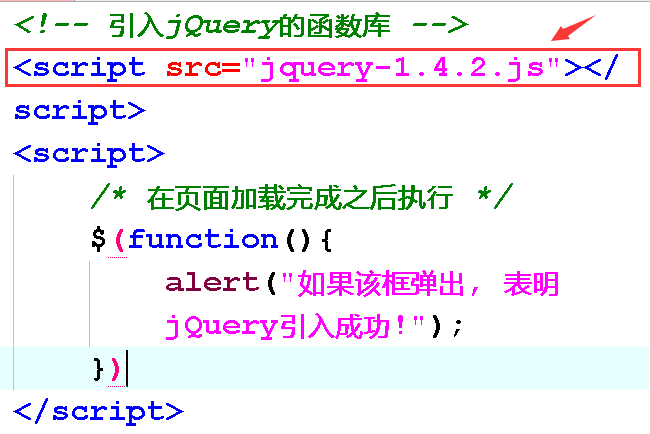 <!-- 引入jQuery的函数库 -->
<script src="jquery-1.4.2.js"></
script>
<script>
/* 在页面加载完成之后执行 */
$(function(){
alert("如果该框弹出, 表明
jQuery引入成功!");
})
</script>